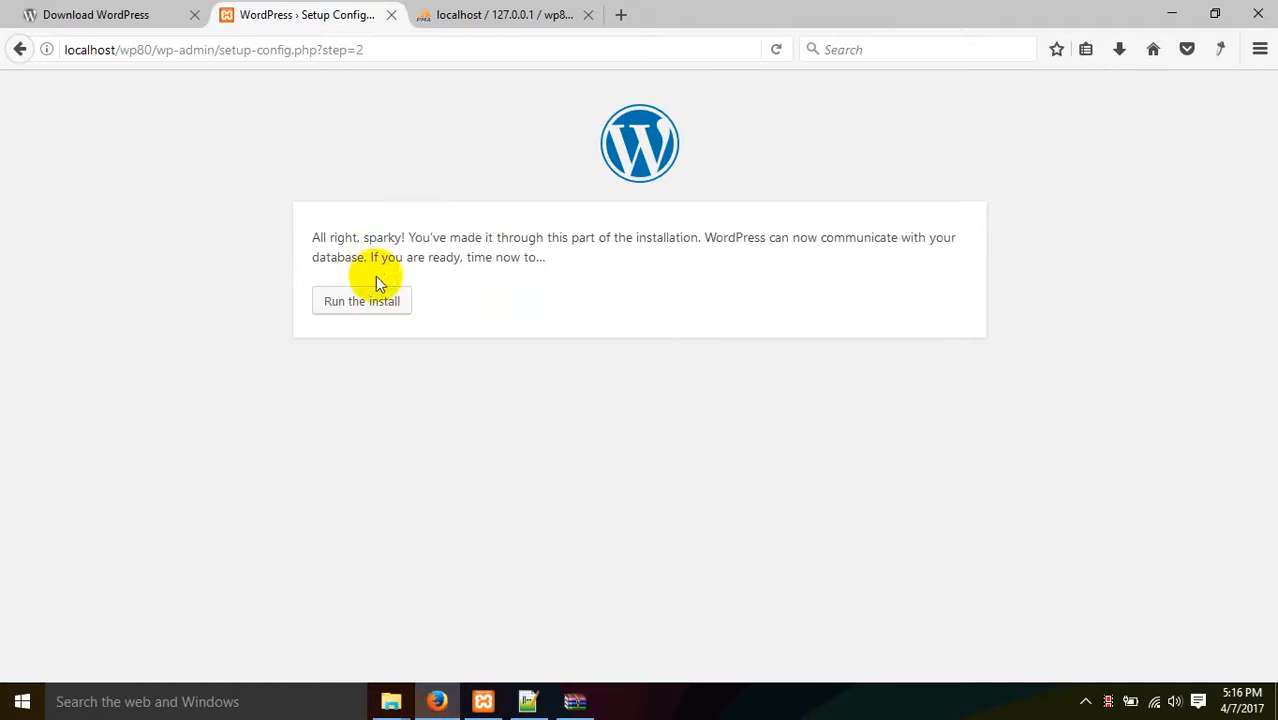 Download WordPress
WordPress › Setup Config...
localhost / 127.0.0.1 / wp8...
localhost/wp80/wp-admin/setup-config.php?step=2
Search
All right, sparky! You've made it through this part of the installation. WordPress can now communicate with your
database. If you are ready, time now to...
Run the install
Search the web and Windows
5:16 PM
4/7/2017